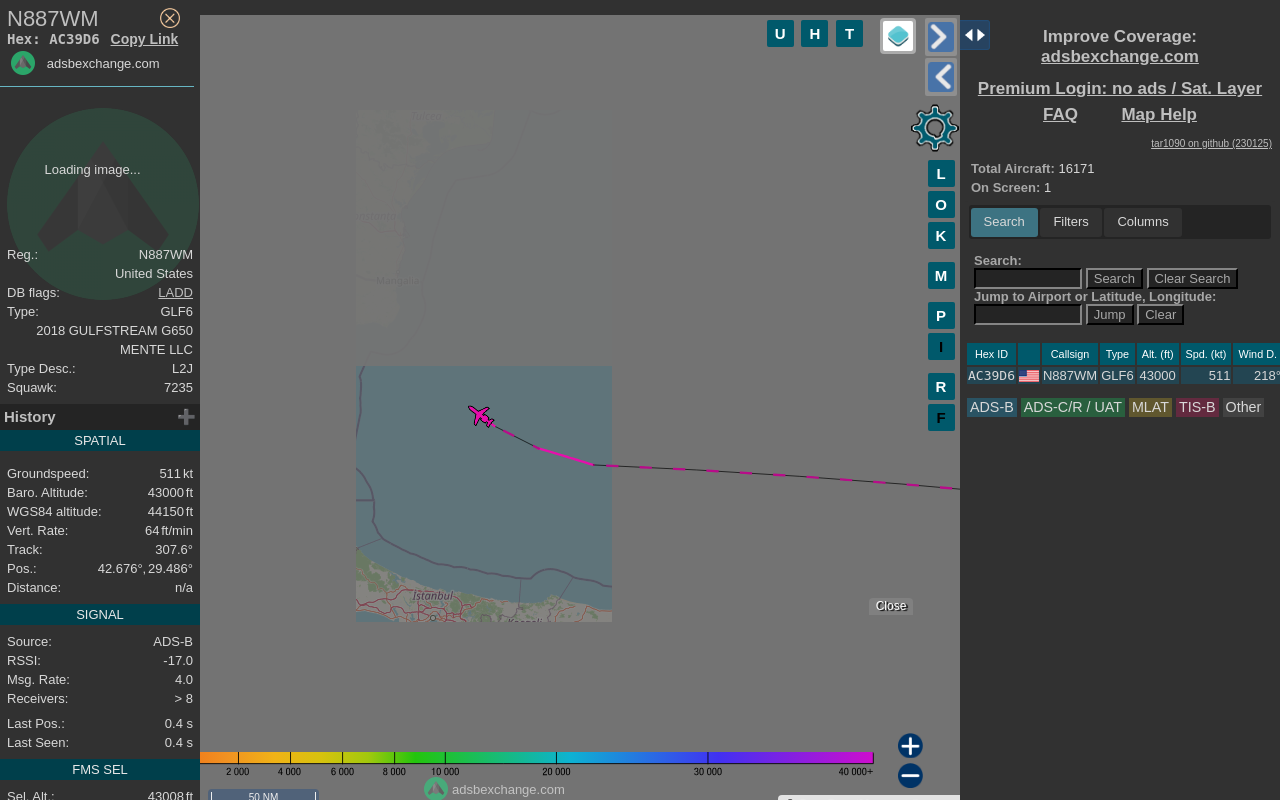 N887WM
Hex: AC39D6 Copy Link
adsbexchange.com
Loading image...
Reg.: N887WM
United States
DB flags: LADD
Type: GLF6
2018 GULFSTREAM G650
MENTE LLC
Type Desc.: L2J
Squawk: 7235
History
SPATIAL
Groundspeed: 511 kt
Baro. Altitude: 43000 ft
WGS84 altitude: 44150 ft
Vert. Rate: 64 ft/min
Track: 307.6°
Pos.: 42.676°, 29.486°
Distance: n/a
SIGNAL
Source: ADS-B
RSSI: -17.0
Msg. Rate: 4.0
Receivers: > 8
Last Pos.: 0.4 s
Last Seen: 0.4 s
FMS SEL
Sel. Alt.: 43008 ft
U H T
L
O
K
M
P
I
R
F
İstanbul
Close
2 000 4 000 6 000 8 000 10 000 20 000 30 000 40 000+
50 NM
adsbexchange.com
Improve Coverage:
adsbexchange.com
Premium Login: no ads / Sat. Layer
FAQ Map Help
tar1090 on github (230125)
Total Aircraft: 16171
On Screen: 1
Search Filters Columns
Search:
Search Clear Search
Jump to Airport or Latitude, Longitude:
Jump Clear
Hex ID Callsign Type Alt. (ft) Spd. (kt) Wind D.
AC39D6 N887WM GLF6 43000 511 218°
ADS-B ADS-C/R / UAT MLAT TIS-B Other